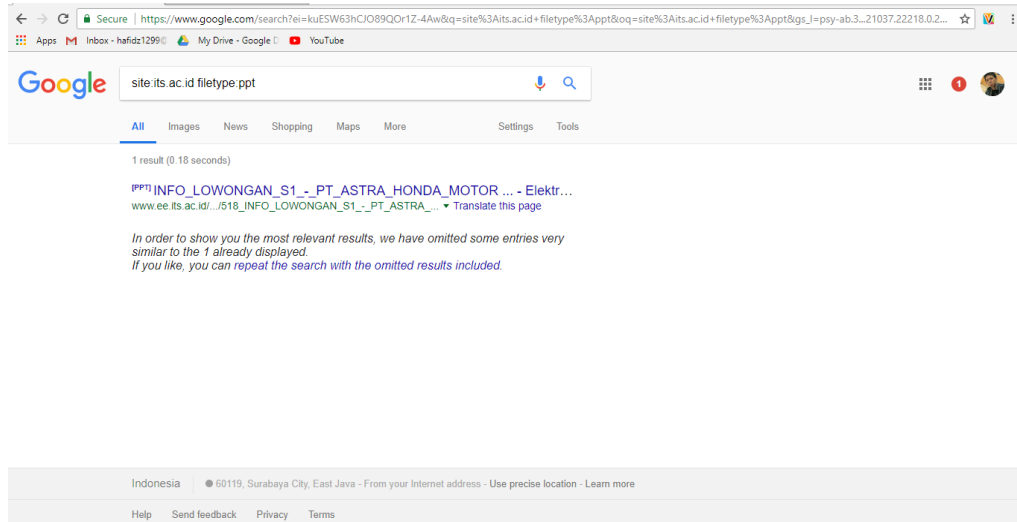 Secure | https://www.google.com/search?ei=kuESW63hCJO89QOr1Z-4Aw&q=site%3Aits.ac.id+filetype%3Appt&oq=site%3Aits.ac.id+filetype%3Appt&gs_l=psy-ab.3...21037.22218.0.2...
Apps Inbox - hafidz1299 My Drive - Google D YouTube
Google site:its.ac.id filetype:ppt 1
All Images News Shopping Maps More Settings Tools
1 result (0.18 seconds)
[PPT] INFO_LOWONGAN_S1_-_PT_ASTRA_HONDA_MOTOR ... - Elektr...
www.ee.its.ac.id/.../518_INFO_LOWONGAN_S1_-_PT_ASTRA_... ▾ Translate this page
In order to show you the most relevant results, we have omitted some entries very
similar to the 1 already displayed.
If you like, you can repeat the search with the omitted results included.
Indonesia 60119, Surabaya City, East Java - From your Internet address - Use precise location - Learn more
Help Send feedback Privacy Terms